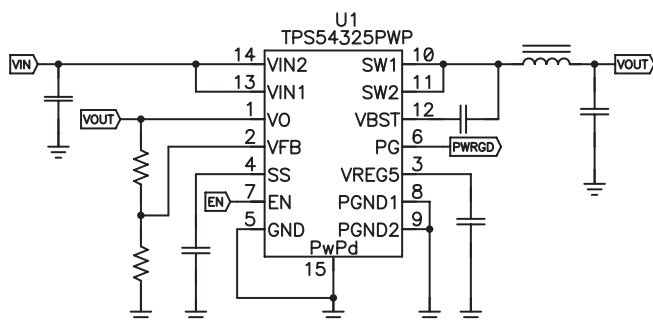 U1
TPS54325PWP
VIN
14 VIN2 SW1 10
VOUT
13 VIN1 SW2 11
VOUT
1 VO VBST 12
2 VFB PG 6 PWRGD
4 SS VREG5 3
EN 7 EN PGND1 8
5 GND PGND2 9
PwPd
15